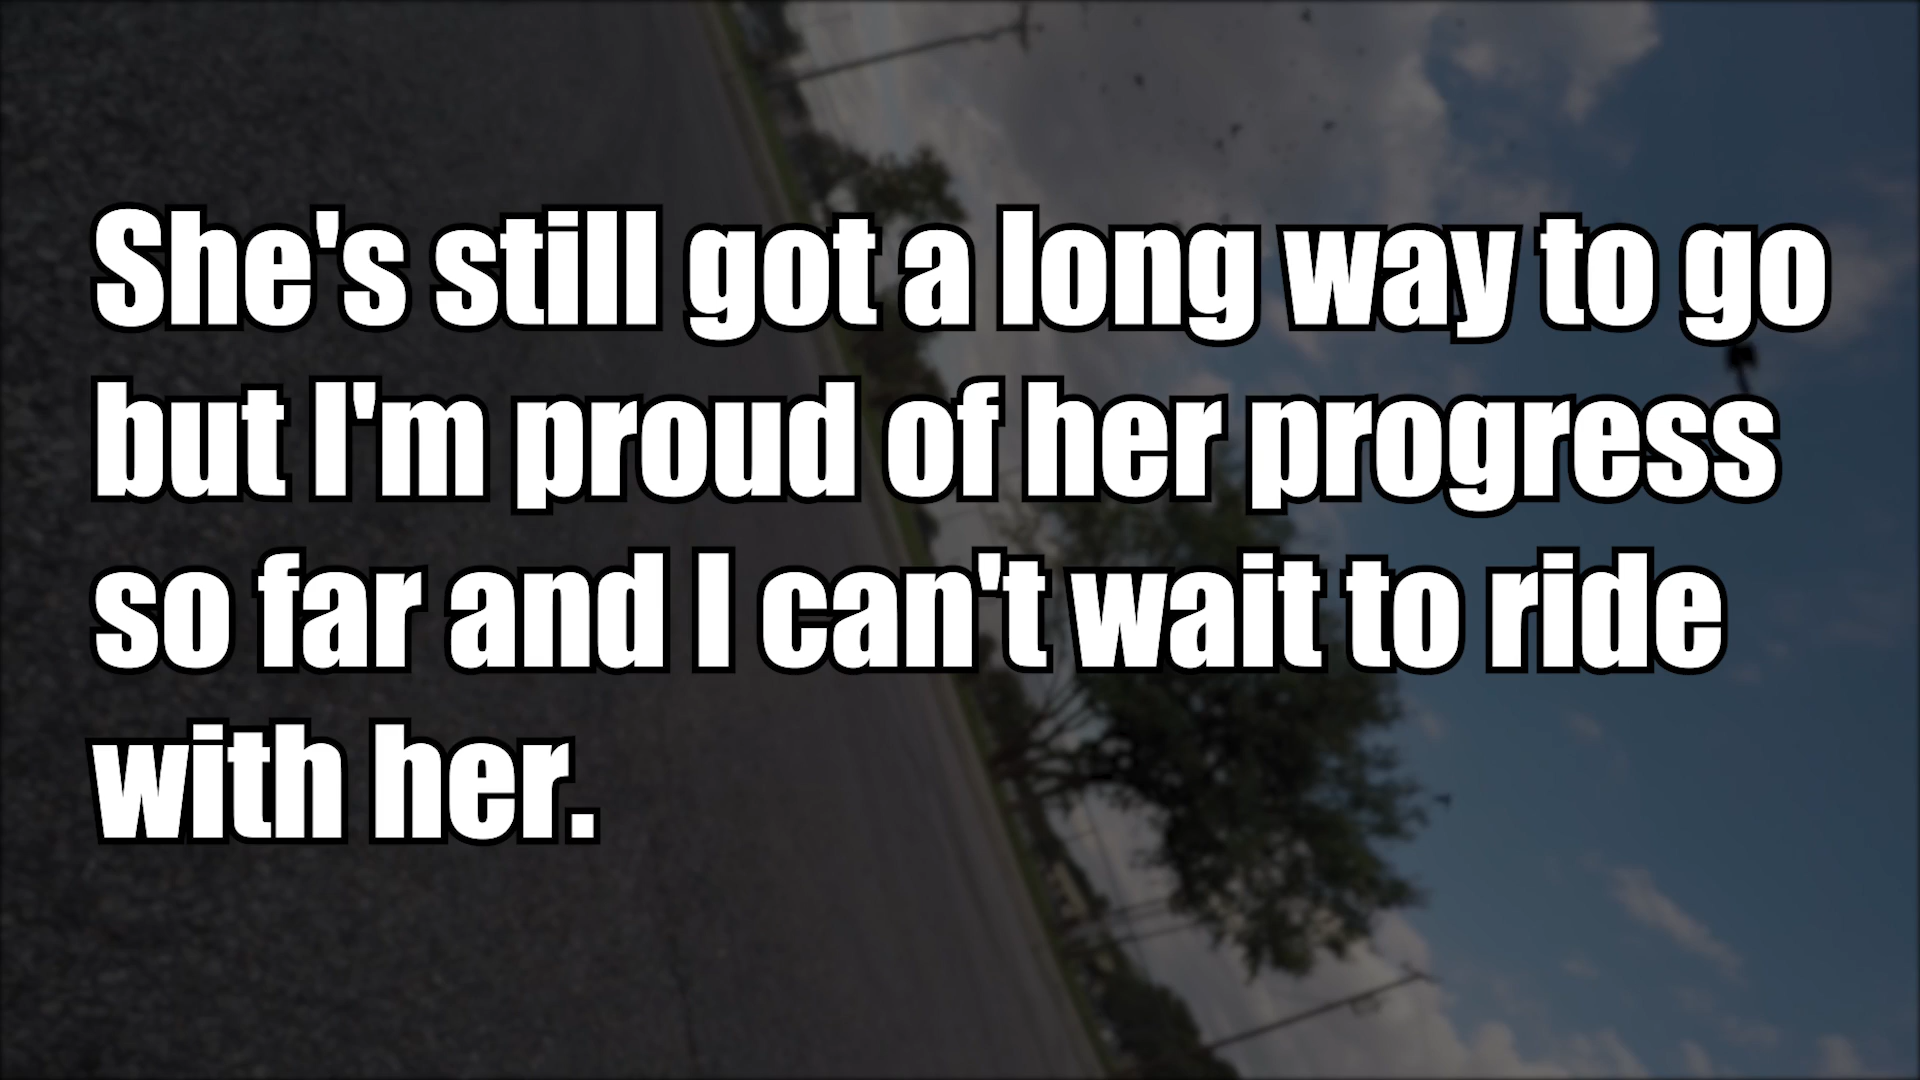 She's still got a long way to go
but I'm proud of her progress
so far and I can't wait to ride
with her.